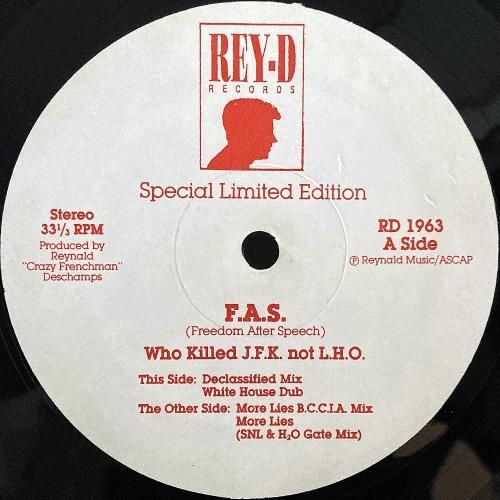 REY-D
RECORDS
Special Limited Edition
Stereo
33⅓ RPM
Produced by
Reynald
"Crazy Frenchman"
Deschamps
RD 1963
A Side
℗ Reynald Music/ASCAP
F.A.S.
(Freedom After Speech)
Who Killed J.F.K. not L.H.O.
This Side: Declassified Mix
White House Dub
The Other Side: More Lies B.C.C.I.A. Mix
More Lies
(SNL & H₂O Gate Mix)